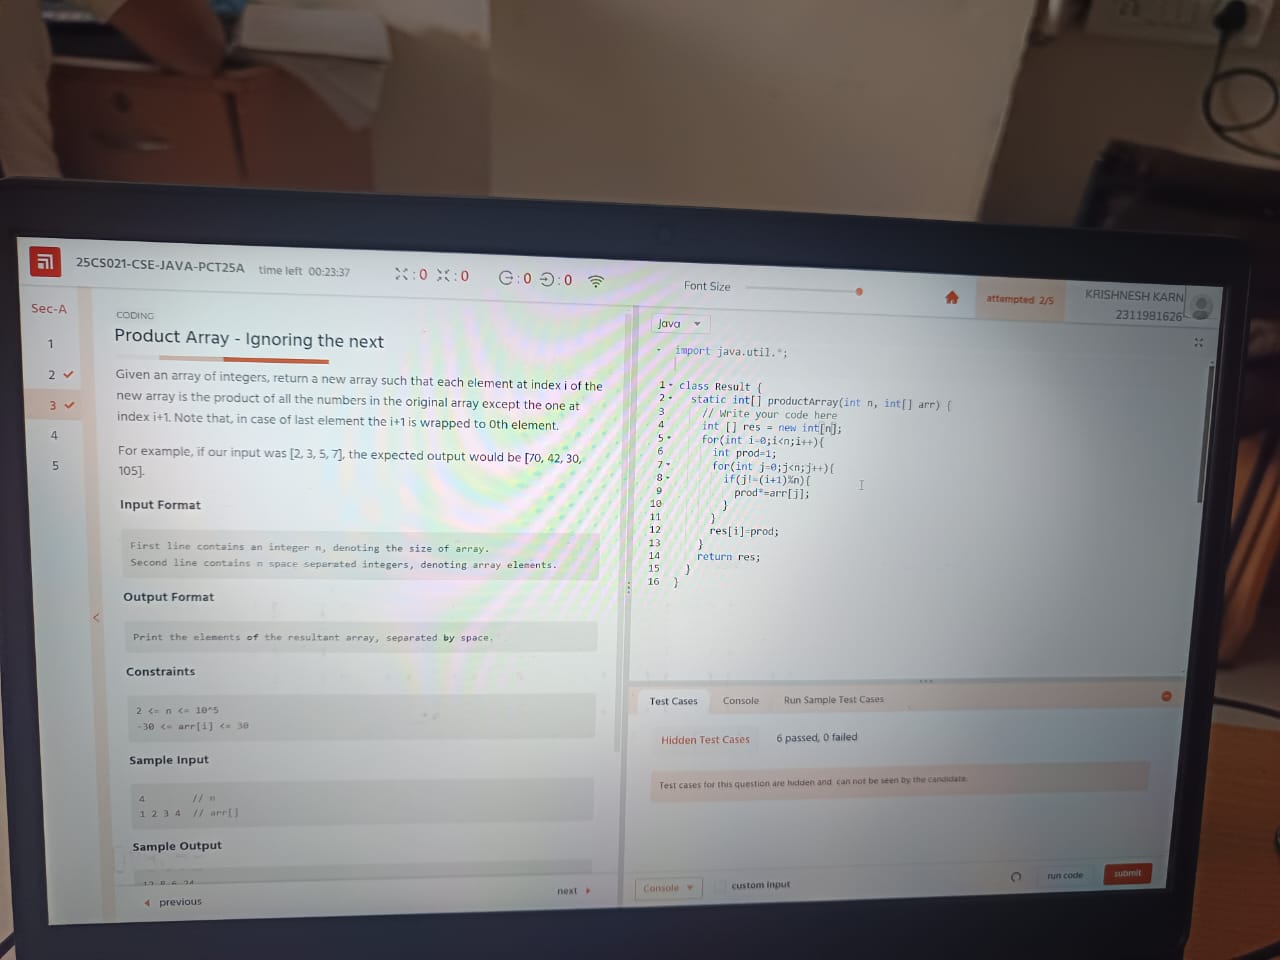 25CS021-CSE-JAVA-PCT25A
time left 00:23:37
:0 :0
:0 :0
Font Size
attempted 2/5
KRISHNESH KARN
2311981626
Sec-A
1
2
3
4
5
CODING
Product Array - Ignoring the next
Given an array of integers, return a new array such that each element at index i of the
new array is the product of all the numbers in the original array except the one at
index i+1. Note that, in case of last element the i+1 is wrapped to 0th element.
For example, if our input was [2, 3, 5, 7], the expected output would be [70, 42, 30,
105].
Input Format
First line contains an integer n, denoting the size of array.
Second line contains n space separated integers, denoting array elements.
Output Format
Print the elements of the resultant array, separated by space.
Constraints
2 <= n <= 10^5
-30 <= arr[i] <= 30
Sample Input
4 // n
1 2 3 4 // arr[]
Sample Output
12 8 6 24
previous
next
Java
import java.util.*;
1 class Result {
2 static int[] productArray(int n, int[] arr) {
3 // Write your code here
4 int [] res = new int[n];
5 for(int i=0;i<n;i++){
6 int prod=1;
7 for(int j=0;j<n;j++){
8 if(j!=(i+1)%n){
9 prod*=arr[j];
10 }
11 }
12 res[i]=prod;
13 }
14 return res;
15 }
16 }
Test Cases
Console
Run Sample Test Cases
Hidden Test Cases
6 passed, 0 failed
Test cases for this question are hidden and can not be seen by the candidate.
Console
custom input
run code
submit